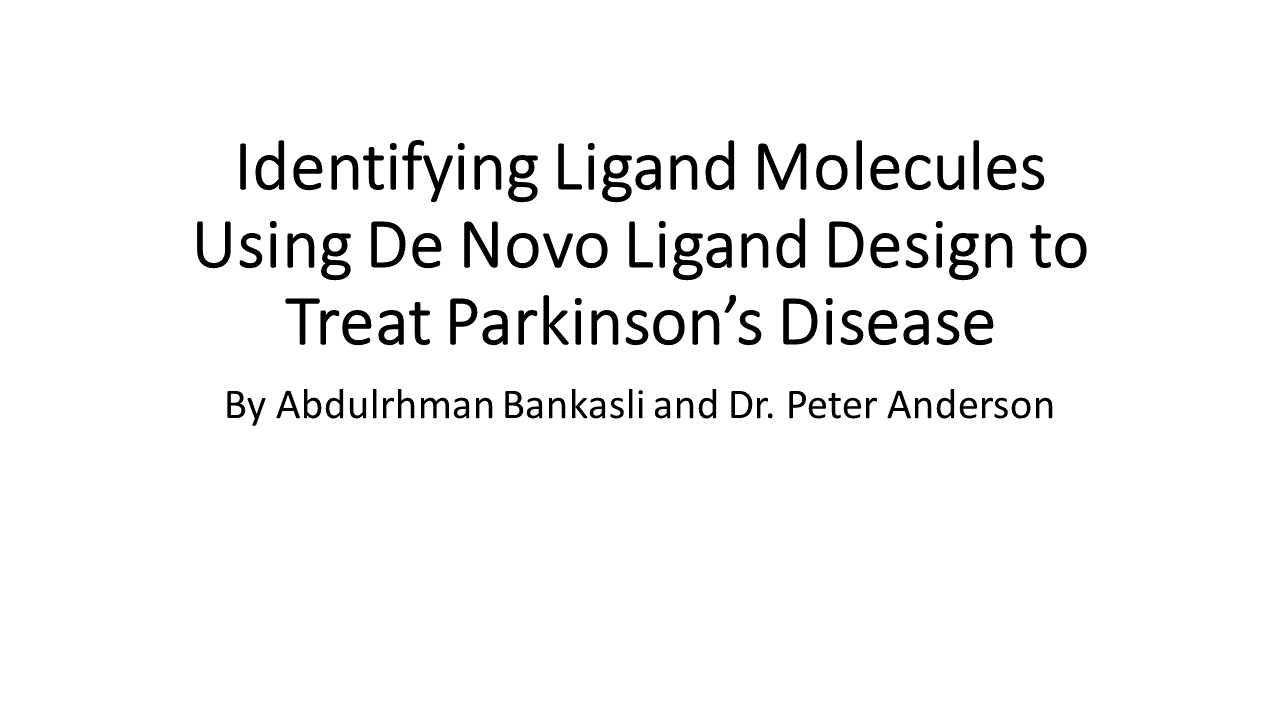 Identifying Ligand Molecules
Using De Novo Ligand Design to
Treat Parkinson’s Disease
By Abdulrhman Bankasli and Dr. Peter Anderson